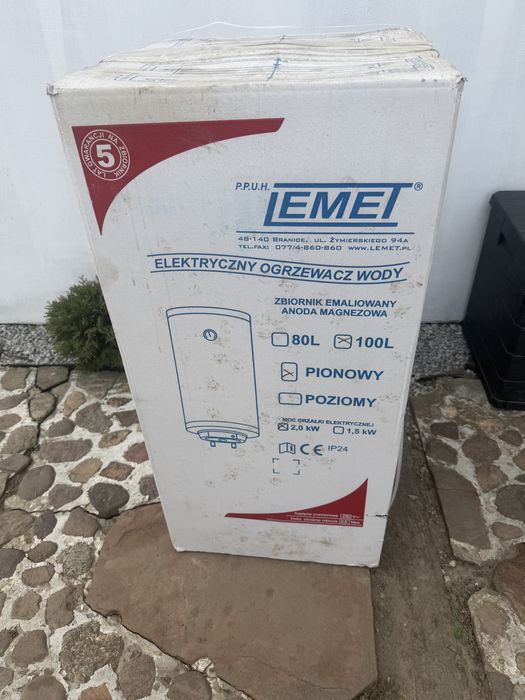 5
LAT GWARANCJI NA ZBIORNIK
P.P.U.H. LEMET®
48-140 BRANICE, UL. ŻYMIERSKIEGO 94A
TEL.FAX: 077/4-860-860 WWW.LEMET.PL
ELEKTRYCZNY OGRZEWACZ WODY
ZBIORNIK EMALIOWANY
ANODA MAGNEZOWA
80L 100L
PIONOWY
POZIOMY
MOC GRZAŁKI ELEKTRYCZNEJ
2,0 kW 1,5 kW
CE IP24